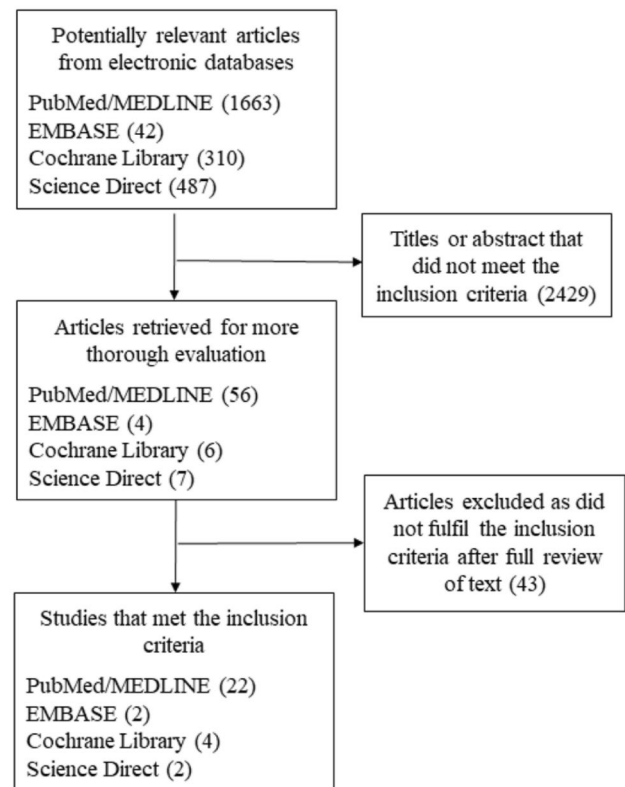 Potentially relevant articles
from electronic databases
PubMed/MEDLINE (1663)
EMBASE (42)
Cochrane Library (310)
Science Direct (487)
Titles or abstract that
did not meet the
inclusion criteria (2429)
Articles retrieved for more
thorough evaluation
PubMed/MEDLINE (56)
EMBASE (4)
Cochrane Library (6)
Science Direct (7)
Articles excluded as did
not fulfil the inclusion
criteria after full review
of text (43)
Studies that met the inclusion
criteria
PubMed/MEDLINE (22)
EMBASE (2)
Cochrane Library (4)
Science Direct (2)